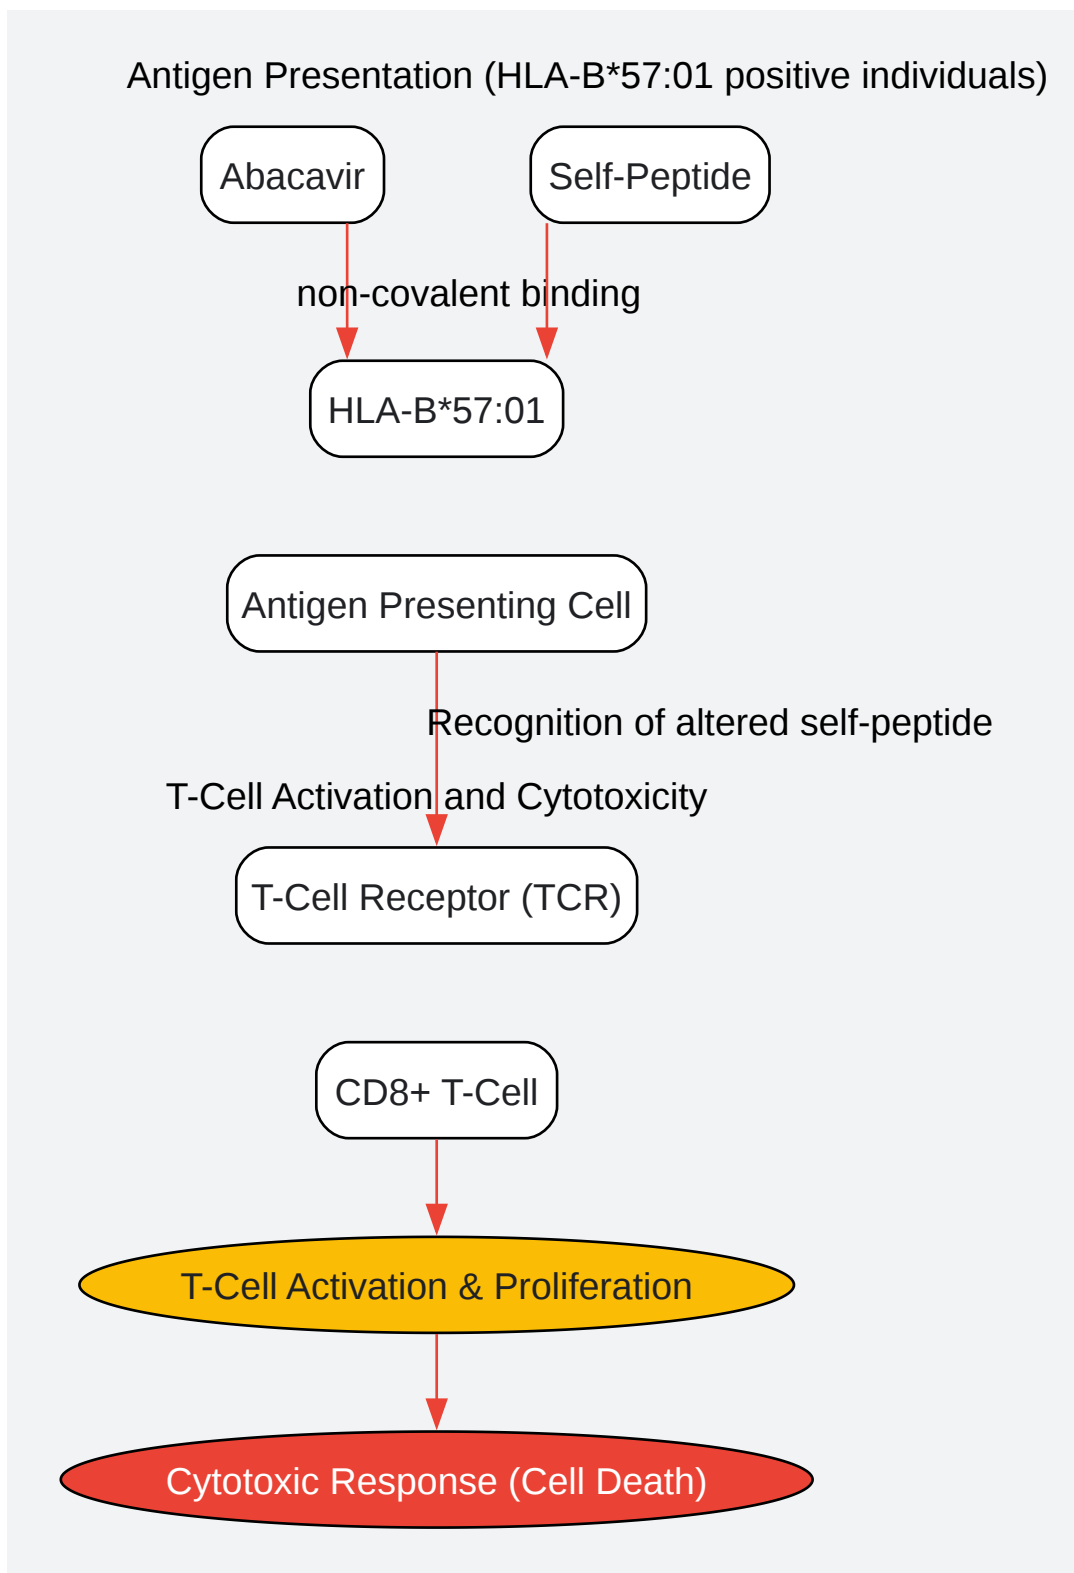 Antigen Presentation (HLA-B*57:01 positive individuals)
Abacavir
Self-Peptide
non-covalent binding
HLA-B*57:01
Antigen Presenting Cell
Recognition of altered self-peptide
T-Cell Activation and Cytotoxicity
T-Cell Receptor (TCR)
CD8+ T-Cell
T-Cell Activation & Proliferation
Cytotoxic Response (Cell Death)